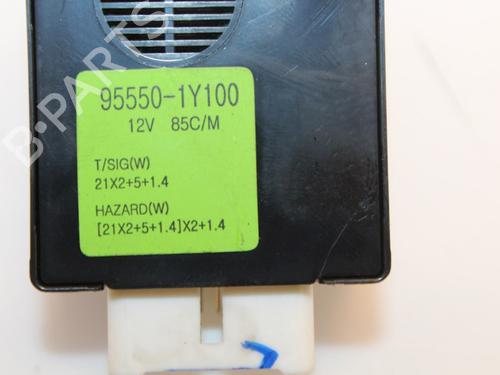 95550-1Y100
12V 85C/M
T/SIG(W)
21X2+5+1.4
HAZARD(W)
[21X2+5+1.4]X2+1.4
B-PARTS